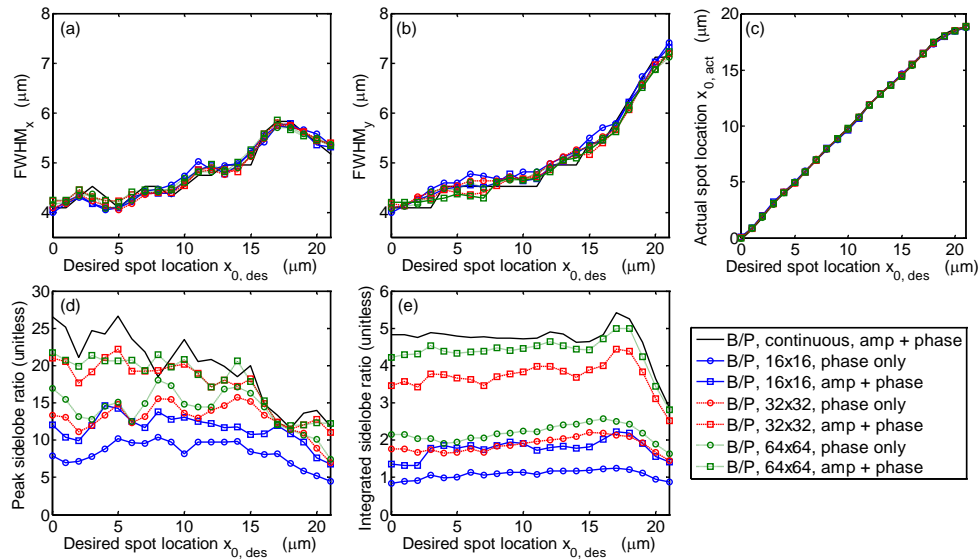 (a)
8
7
6
5
4
FWHMx (μm)
0 5 10 15 20
Desired spot location x0, des (μm)
(b)
8
7
6
5
4
FWHMy (μm)
0 5 10 15 20
Desired spot location x0, des (μm)
(c)
20
15
10
5
0
Actual spot location x0, act (μm)
0 5 10 15 20
Desired spot location x0, des (μm)
(d)
30
25
20
15
10
5
0
Peak sidelobe ratio (unitless)
0 5 10 15 20
Desired spot location x0, des (μm)
(e)
6
5
4
3
2
1
0
Integrated sidelobe ratio (unitless)
0 5 10 15 20
Desired spot location x0, des (μm)
B/P, continuous, amp + phase
B/P, 16x16, phase only
B/P, 16x16, amp + phase
B/P, 32x32, phase only
B/P, 32x32, amp + phase
B/P, 64x64, phase only
B/P, 64x64, amp + phase